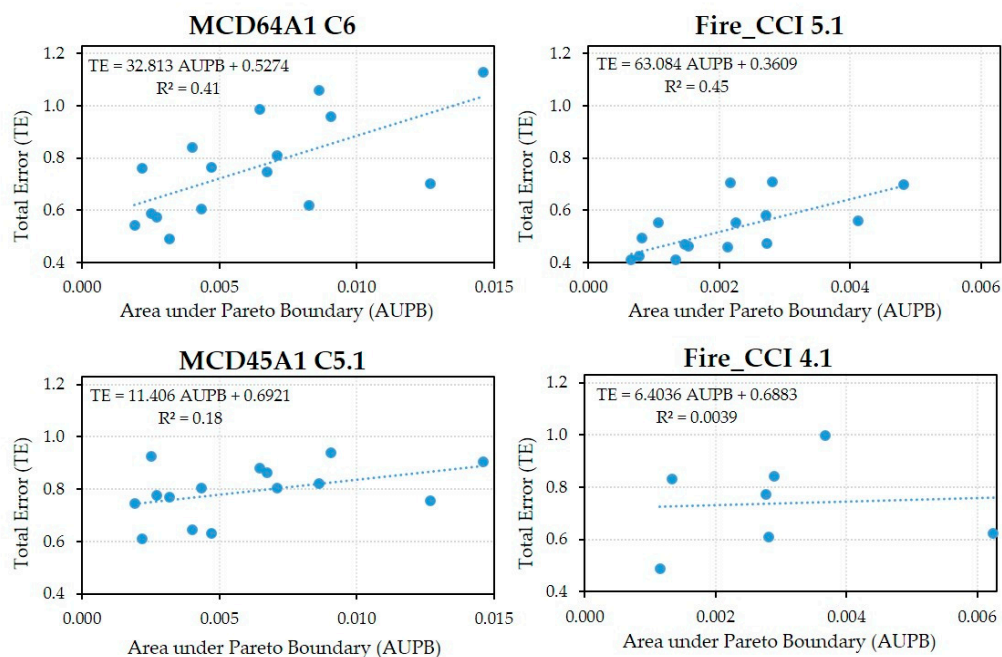 MCD64A1 C6
TE = 32.813 AUPB + 0.5274
R² = 0.41
Total Error (TE)
1.2
1.0
0.8
0.6
0.4
0.000 0.005 0.010 0.015
Area under Pareto Boundary (AUPB)
Fire_CCI 5.1
TE = 63.084 AUPB + 0.3609
R² = 0.45
Total Error (TE)
1.2
1.0
0.8
0.6
0.4
0.000 0.002 0.004 0.006
Area under Pareto Boundary (AUPB)
MCD45A1 C5.1
TE = 11.406 AUPB + 0.6921
R² = 0.18
Total Error (TE)
1.2
1.0
0.8
0.6
0.4
0.000 0.005 0.010 0.015
Area under Pareto Boundary (AUPB)
Fire_CCI 4.1
TE = 6.4036 AUPB + 0.6883
R² = 0.0039
Total Error (TE)
1.2
1.0
0.8
0.6
0.4
0.000 0.002 0.004 0.006
Area under Pareto Boundary (AUPB)